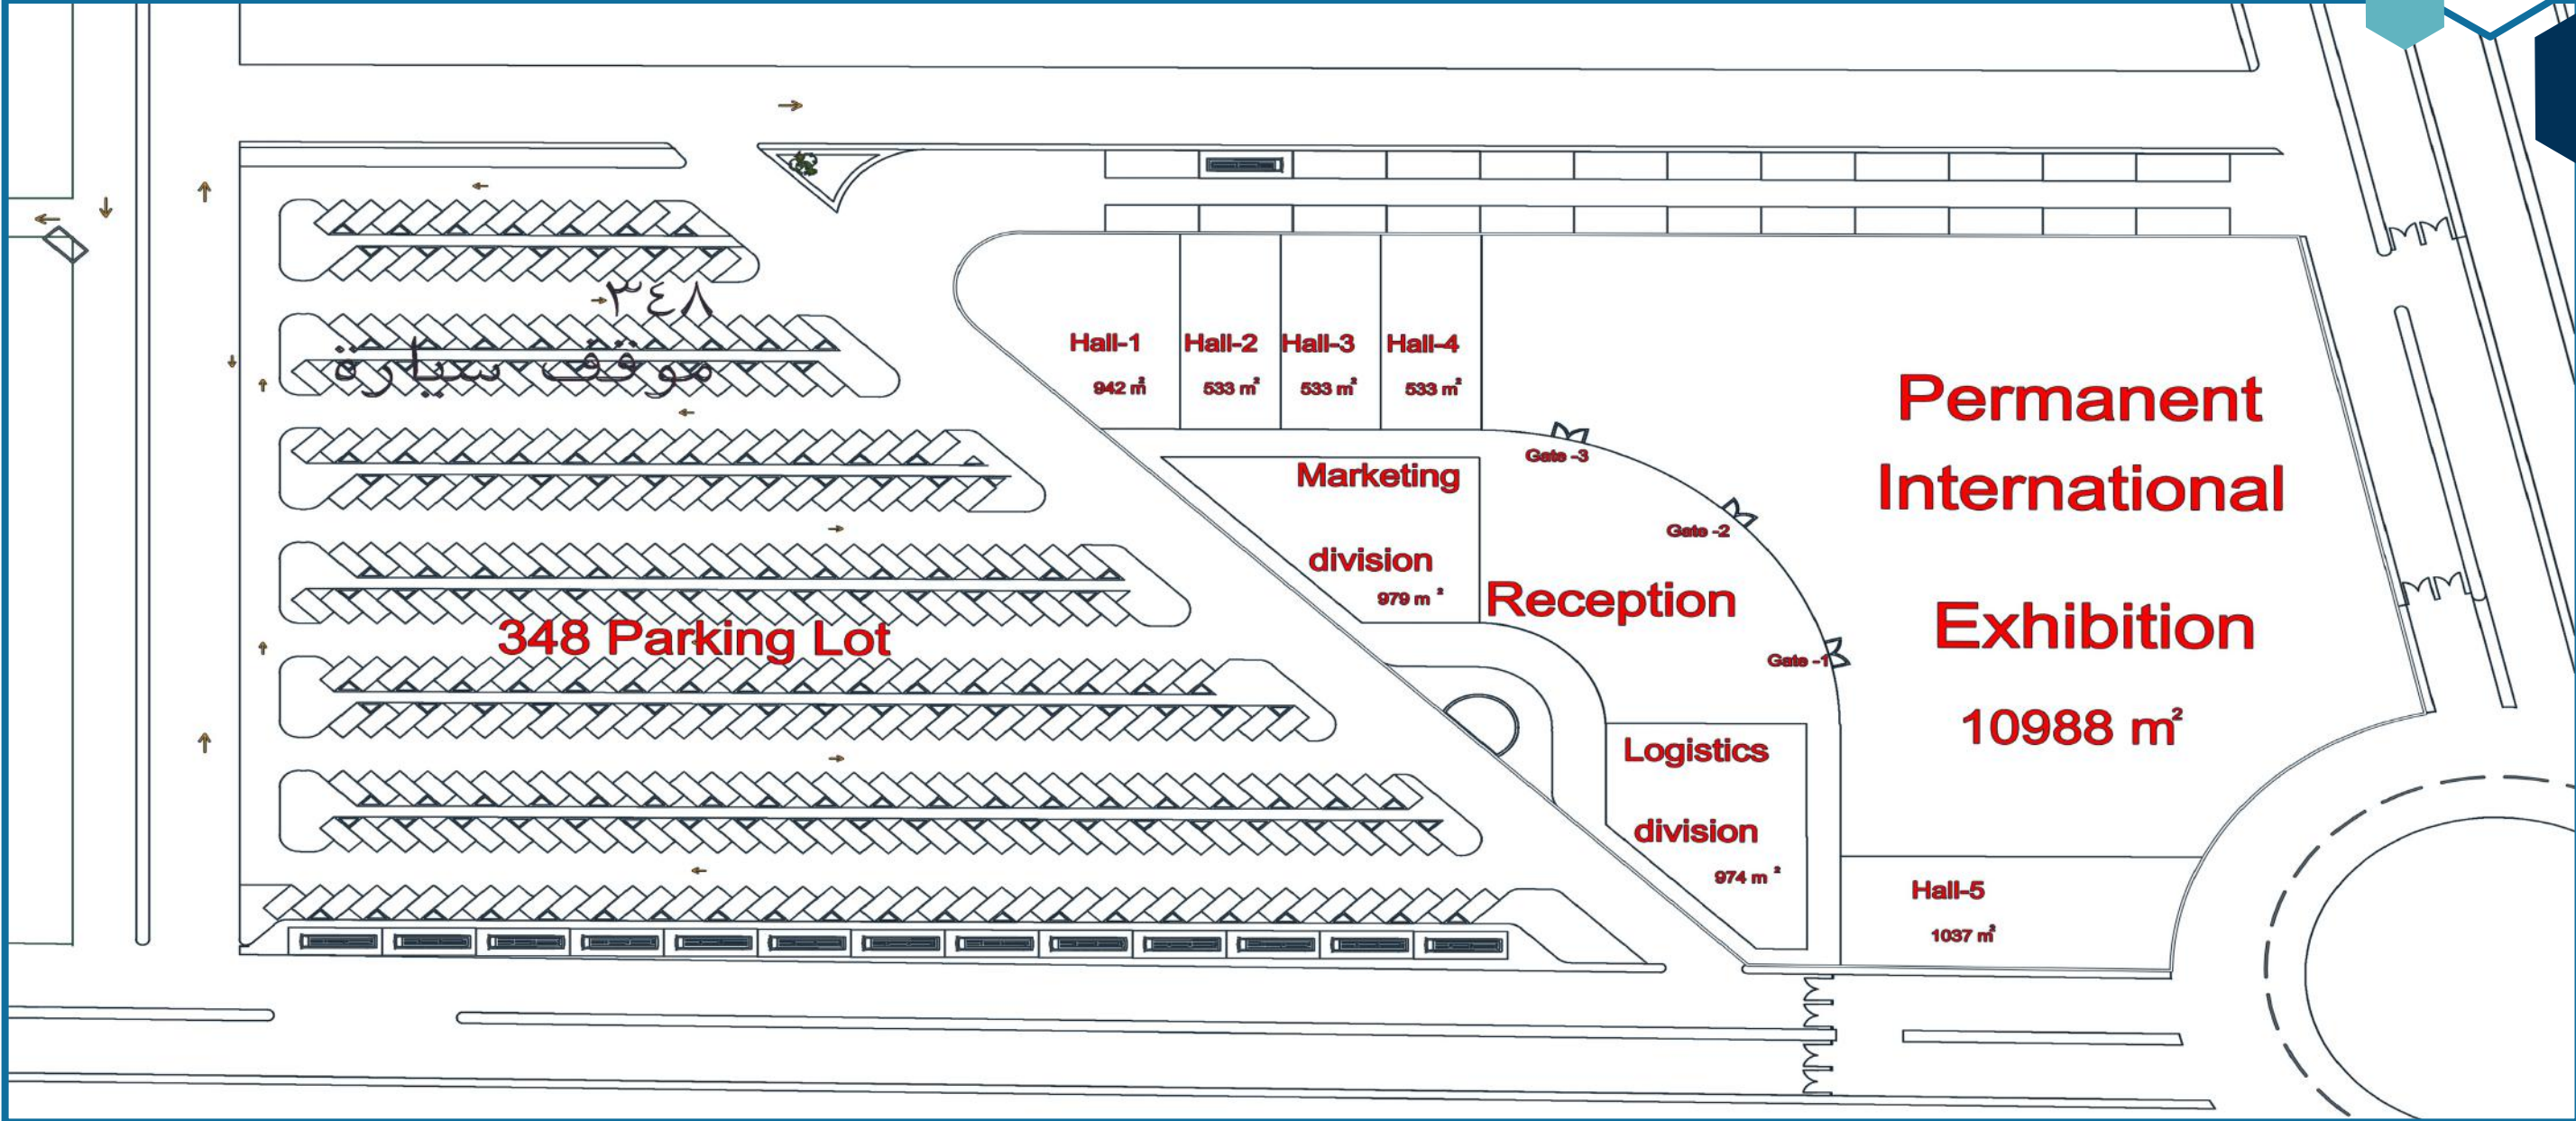 ٣٤٨
موقف سيارة
348 Parking Lot
Hall-1
942 m²
Hall-2
533 m²
Hall-3
533 m²
Hall-4
533 m²
Marketing
division
979 m²
Gate -3
Gate -2
Reception
Gate -1
Logistics
division
974 m²
Permanent
International
Exhibition
10988 m²
Hall-5
1037 m²